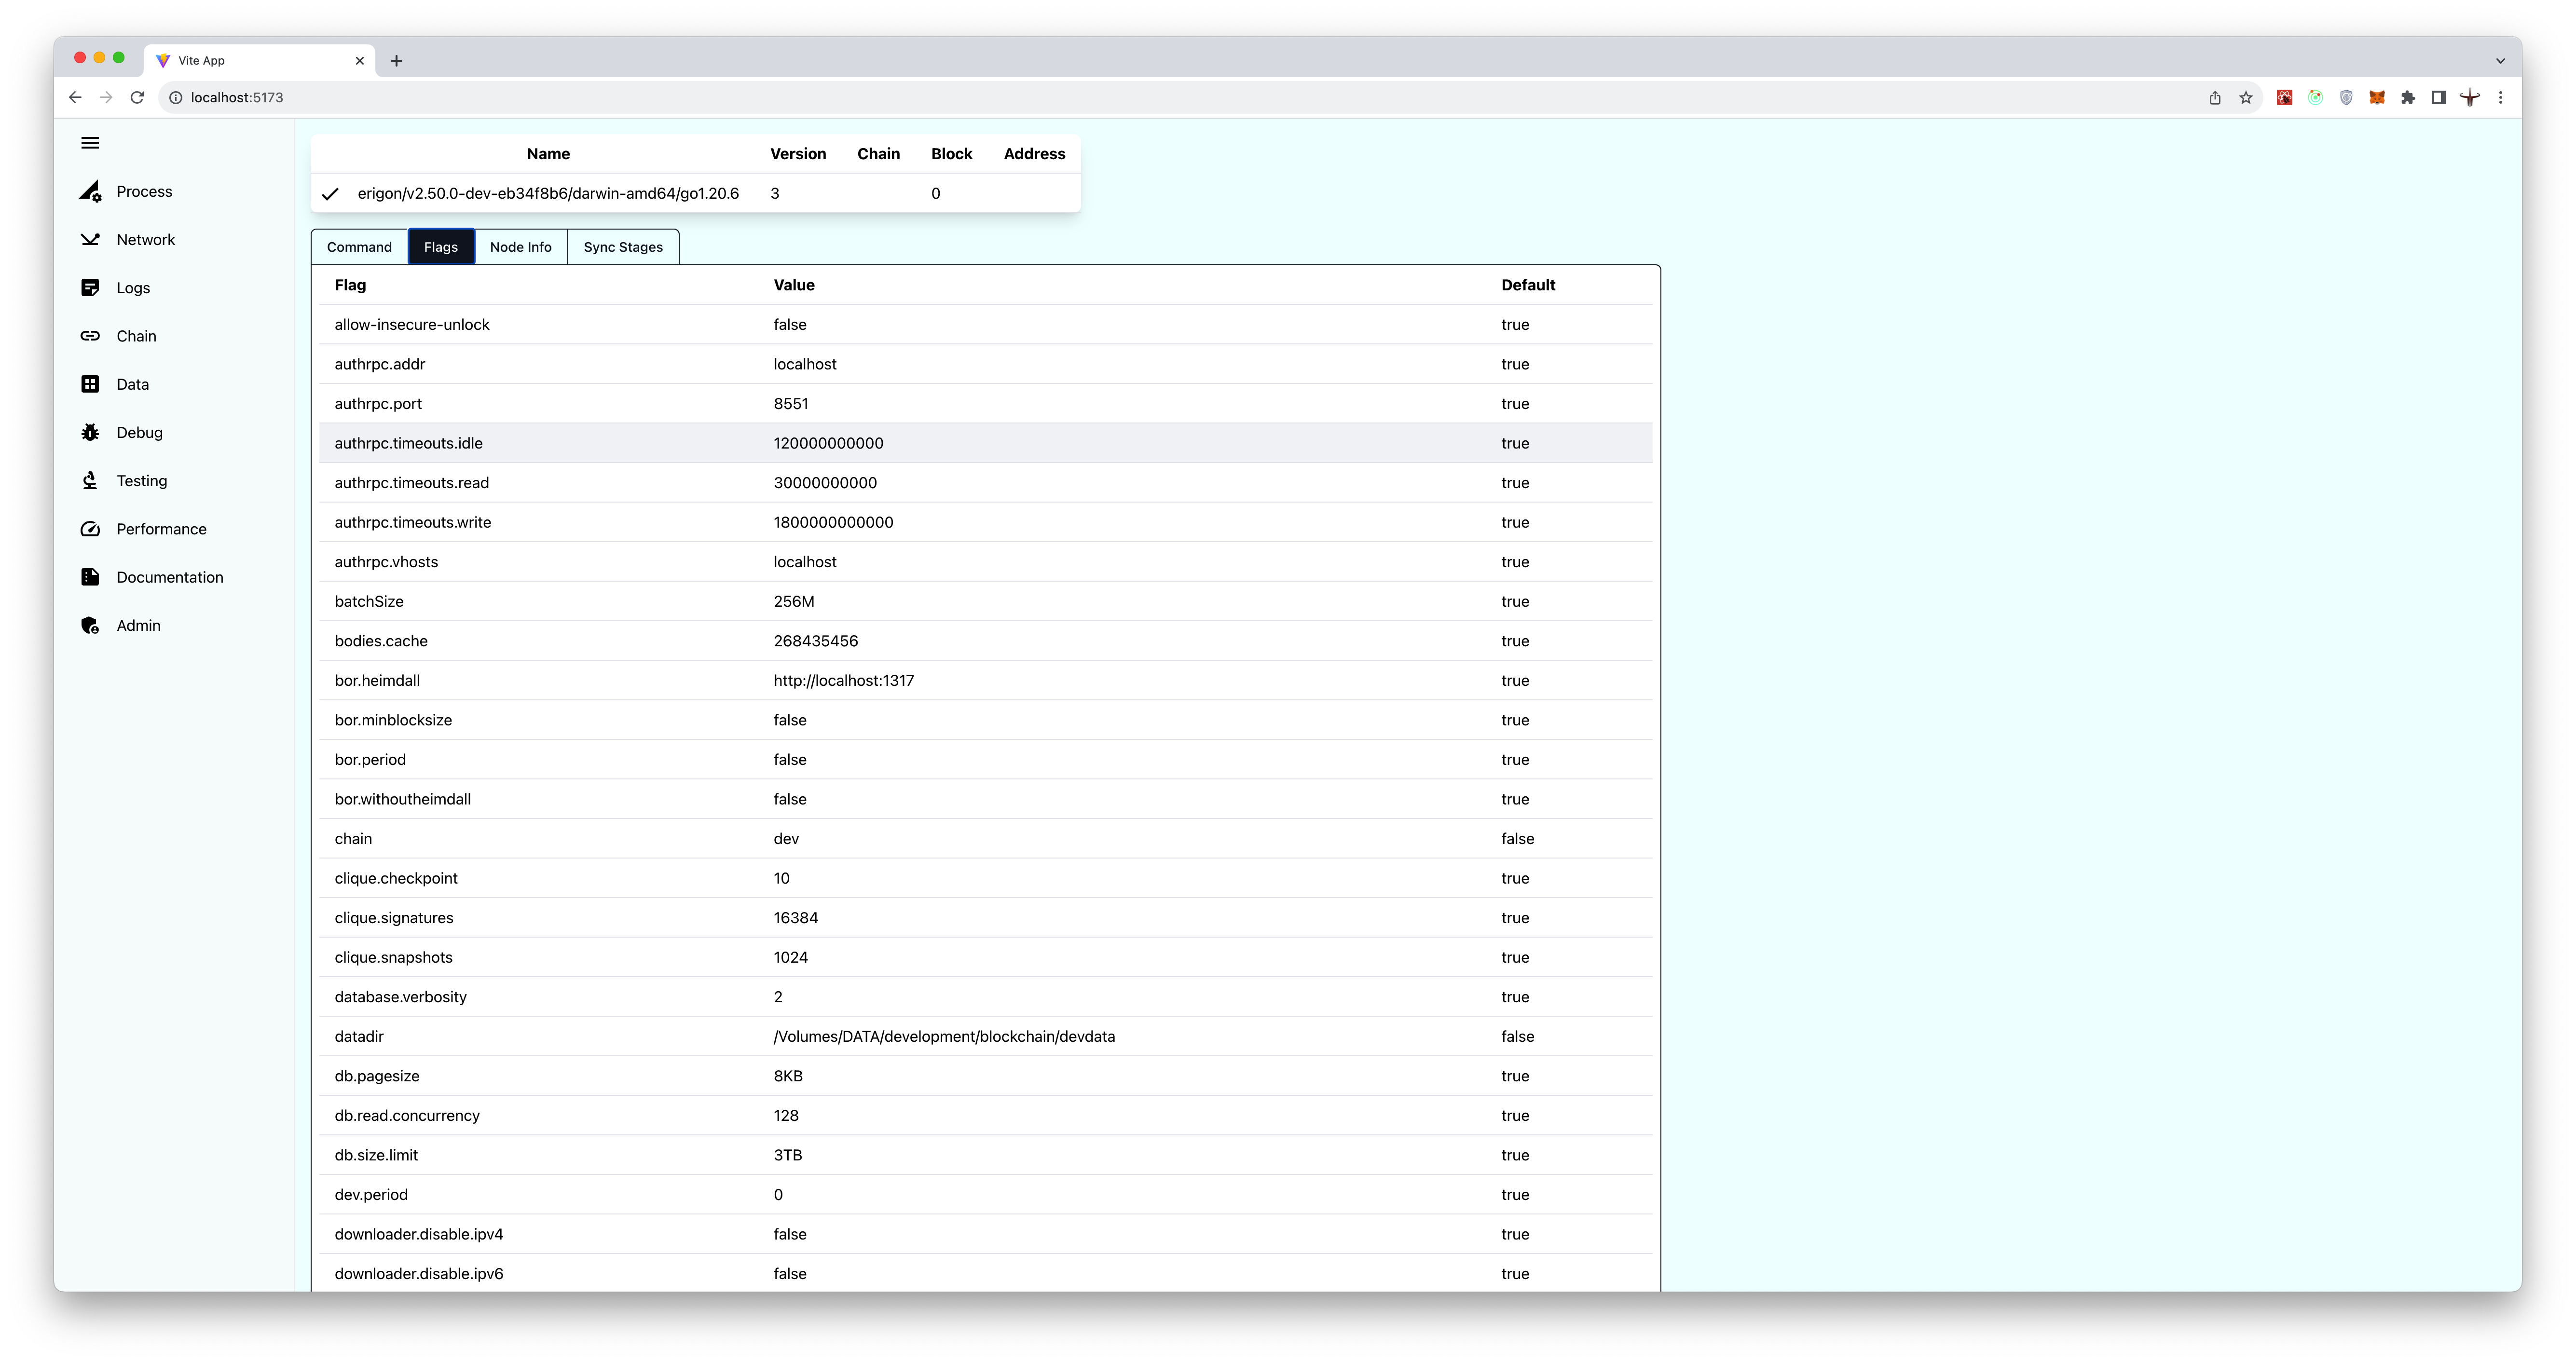 Vite App
localhost:5173
Process
Network
Logs
Chain
Data
Debug
Testing
Performance
Documentation
Admin
Name Version Chain Block Address
erigon/v2.50.0-dev-eb34f8b6/darwin-amd64/go1.20.6 3 0
Command Flags Node Info Sync Stages
Flag Value Default
allow-insecure-unlock false true
authrpc.addr localhost true
authrpc.port 8551 true
authrpc.timeouts.idle 120000000000 true
authrpc.timeouts.read 30000000000 true
authrpc.timeouts.write 1800000000000 true
authrpc.vhosts localhost true
batchSize 256M true
bodies.cache 268435456 true
bor.heimdall http://localhost:1317 true
bor.minblocksize false true
bor.period false true
bor.withoutheimdall false true
chain dev false
clique.checkpoint 10 true
clique.signatures 16384 true
clique.snapshots 1024 true
database.verbosity 2 true
datadir /Volumes/DATA/development/blockchain/devdata false
db.pagesize 8KB true
db.read.concurrency 128 true
db.size.limit 3TB true
dev.period 0 true
downloader.disable.ipv4 false true
downloader.disable.ipv6 false true